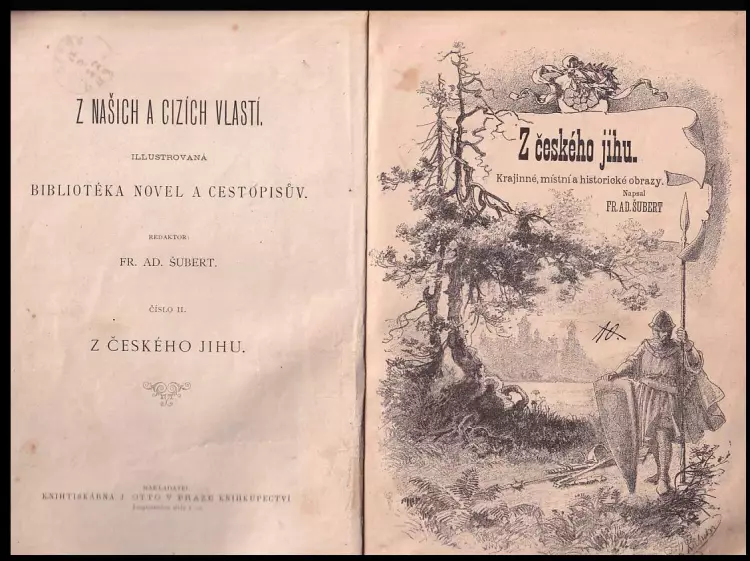 Z NAŠICH A CIZÍCH VLASTÍ.
ILLUSTROVANÁ
BIBLIOTÉKA NOVEL A CESTOPISŮV.
REDAKTOR:
FR. AD. ŠUBERT.
ČÍSLO II.
Z ČESKÉHO JIHU.
NAKLADATEL
KNIHTISKÁRNA J. OTTO V PRAZE KNIHKUPECTVÍ
Z českého jihu.
Krajinné, místní a historické obrazy.
Napsal
FR. AD. ŠUBERT